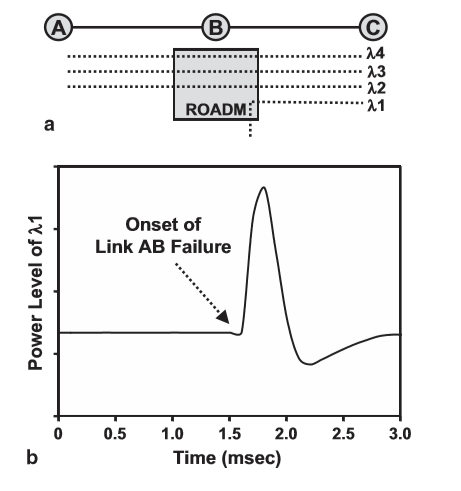 A B C
λ4
λ3
λ2
ROADM λ1
a
Onset of
Link AB Failure
Power Level of λ1
0 0.5 1.0 1.5 2.0 2.5 3.0
b Time (msec)